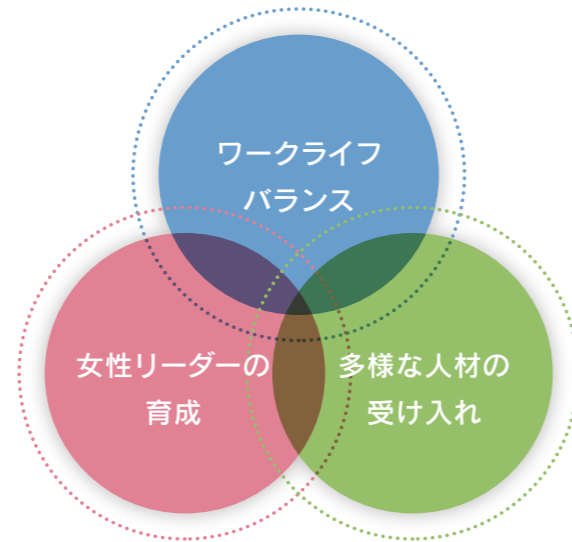 ワークライフ
バランス
女性リーダーの
育成
多様な人材の
受け入れ